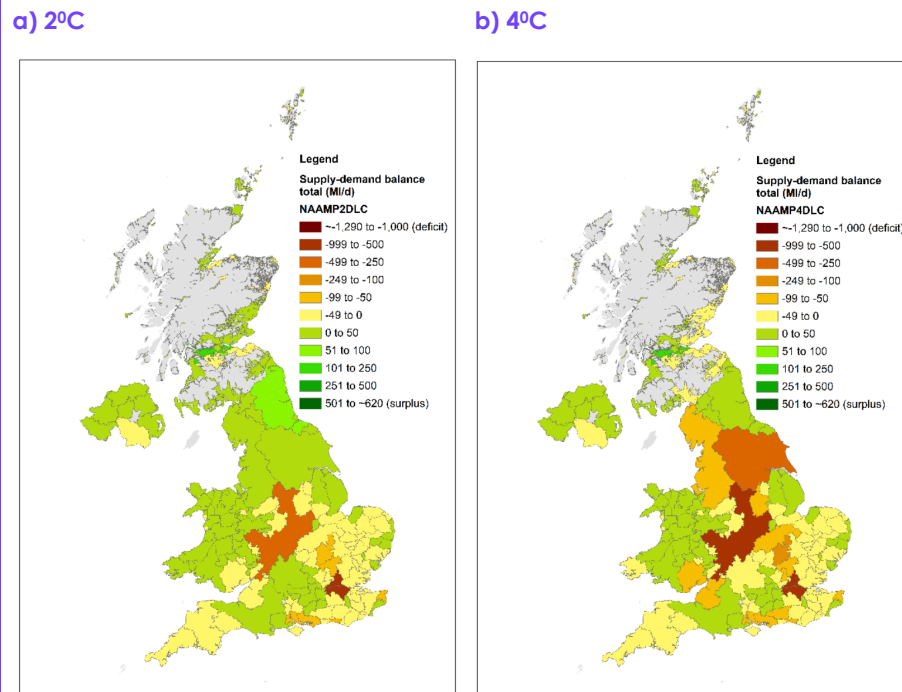 a) 2⁰C
b) 4⁰C
Legend
Supply-demand balance
total (Ml/d)
NAAMP2DLC
~-1,290 to -1,000 (deficit)
-999 to -500
-499 to -250
-249 to -100
-99 to -50
-49 to 0
0 to 50
51 to 100
101 to 250
251 to 500
501 to ~620 (surplus)
Legend
Supply-demand balance
total (Ml/d)
NAAMP4DLC
~-1,290 to -1,000 (deficit)
-999 to -500
-499 to -250
-249 to -100
-99 to -50
-49 to 0
0 to 50
51 to 100
101 to 250
251 to 500
501 to ~620 (surplus)